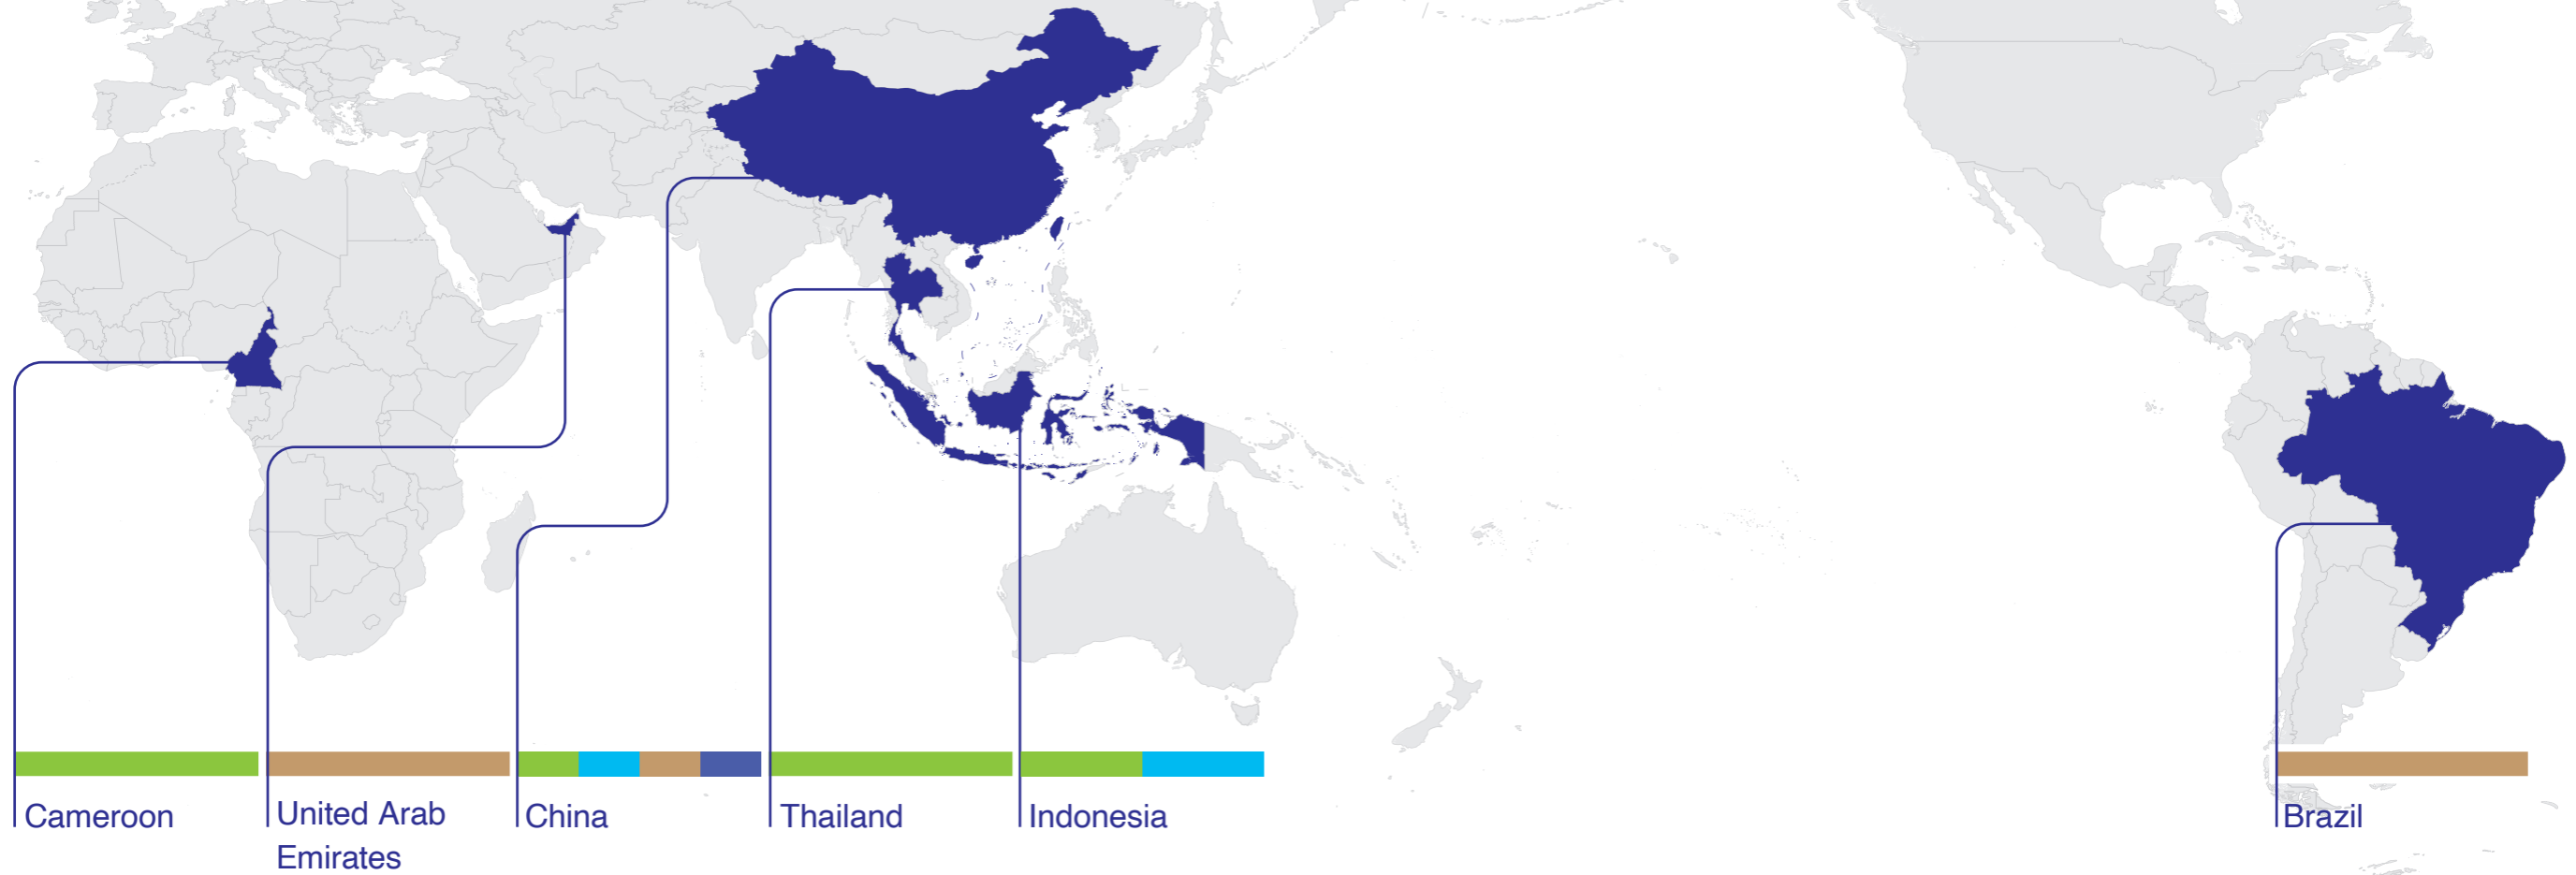 Cameroon
United Arab
Emirates
China
Thailand
Indonesia
Brazil